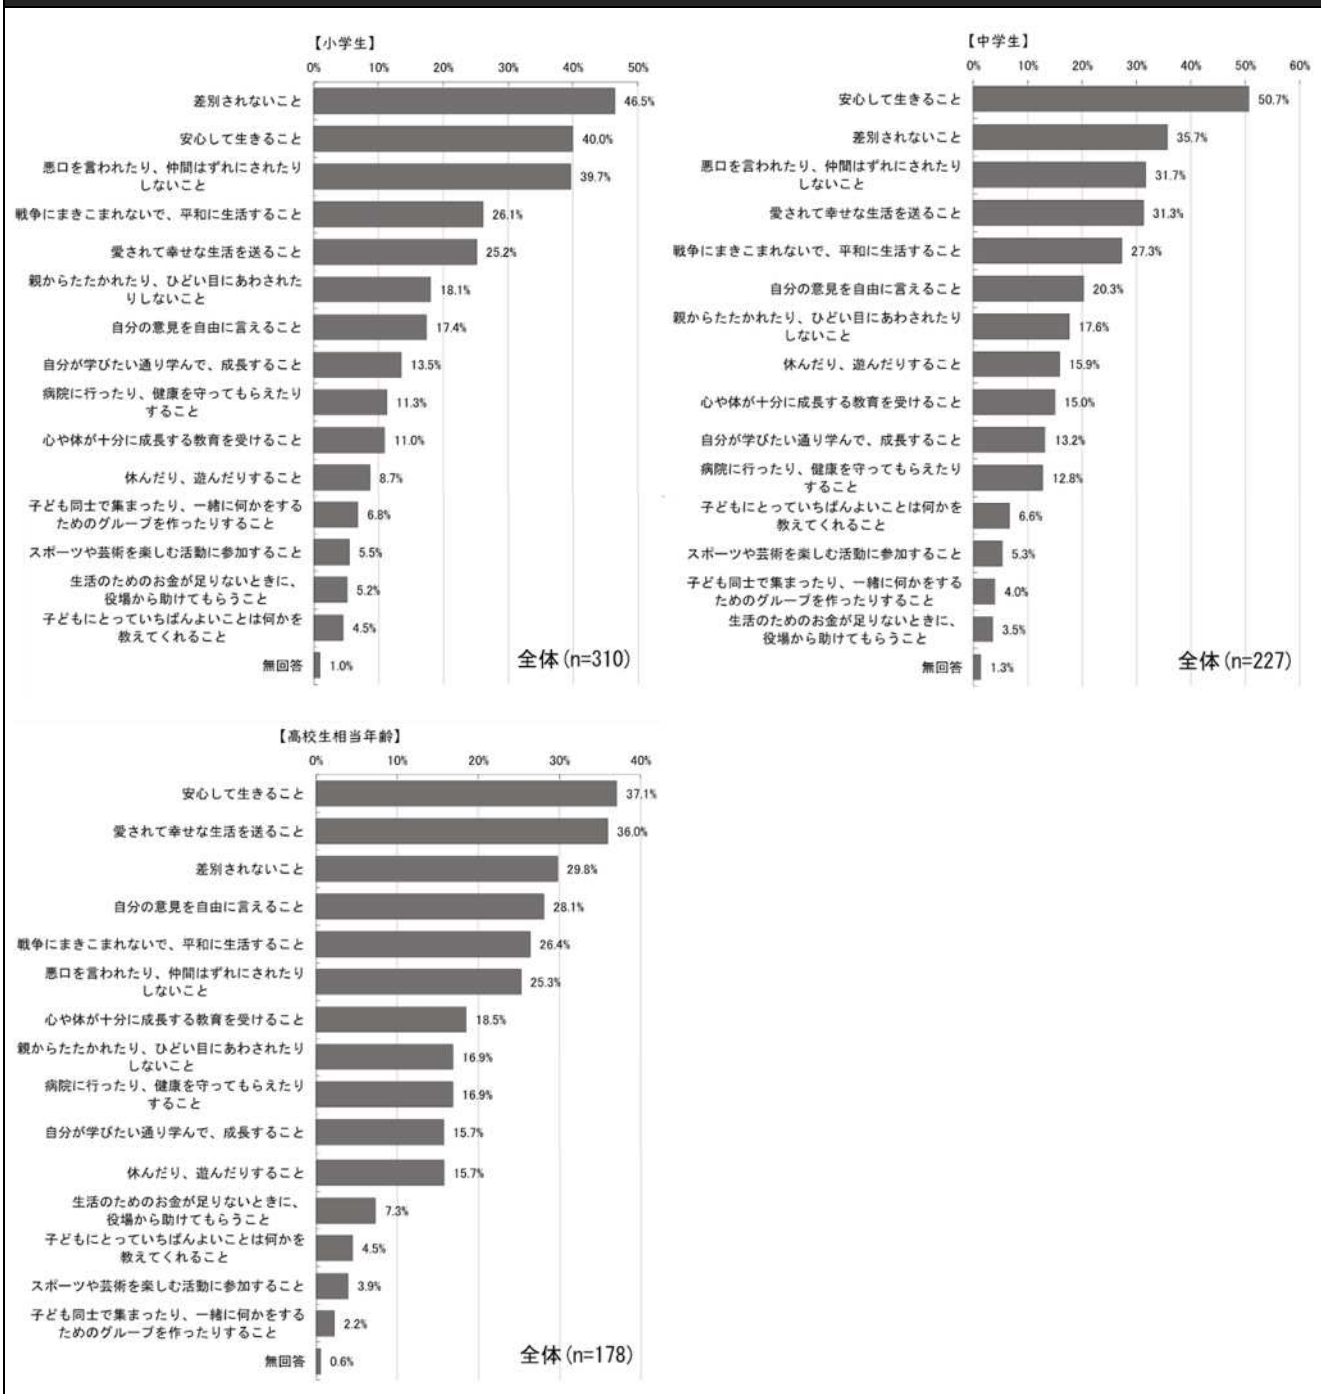 【小学生】
0% 10% 20% 30% 40% 50%
差別されないこと 46.5%
安心して生きること 40.0%
悪口を言われたり、仲間はずれにされたり
しないこと 39.7%
戦争にまきこまれないで、平和に生活すること 26.1%
愛されて幸せな生活を送ること 25.2%
親からたたかれたり、ひどい目にあわされた
りしないこと 18.1%
自分の意見を自由に言えること 17.4%
自分が学びたい通り学んで、成長すること 13.5%
病院に行ったり、健康を守ってもらえたり
すること 11.3%
心や体が十分に成長する教育を受けること 11.0%
休んだり、遊んだりすること 8.7%
子ども同士で集まったり、一緒に何かをする
ためのグループを作ったりすること 6.8%
スポーツや芸術を楽しむ活動に参加すること 5.5%
生活のためのお金が足りないときに、
役場から助けてもらうこと 5.2%
子どもにとっていちばんよいことは何かを
教えてくれること 4.5%
無回答 1.0%
全体(n=310)
【中学生】
0% 10% 20% 30% 40% 50% 60%
安心して生きること 50.7%
差別されないこと 35.7%
悪口を言われたり、仲間はずれにされたり
しないこと 31.7%
愛されて幸せな生活を送ること 31.3%
戦争にまきこまれないで、平和に生活すること 27.3%
自分の意見を自由に言えること 20.3%
親からたたかれたり、ひどい目にあわされたり
しないこと 17.6%
休んだり、遊んだりすること 15.9%
心や体が十分に成長する教育を受けること 15.0%
自分が学びたい通り学んで、成長すること 13.2%
病院に行ったり、健康を守ってもらえたり
すること 12.8%
子どもにとっていちばんよいことは何かを
教えてくれること 6.6%
スポーツや芸術を楽しむ活動に参加すること 5.3%
子ども同士で集まったり、一緒に何かをする
ためのグループを作ったりすること 4.0%
生活のためのお金が足りないときに、
役場から助けてもらうこと 3.5%
無回答 1.3%
全体(n=227)
【高校生相当年齢】
0% 10% 20% 30% 40%
安心して生きること 37.1%
愛されて幸せな生活を送ること 36.0%
差別されないこと 29.8%
自分の意見を自由に言えること 28.1%
戦争にまきこまれないで、平和に生活すること 26.4%
悪口を言われたり、仲間はずれにされたり
しないこと 25.3%
心や体が十分に成長する教育を受けること 18.5%
親からたたかれたり、ひどい目にあわされたり
しないこと 16.9%
病院に行ったり、健康を守ってもらえたり
すること 16.9%
自分が学びたい通り学んで、成長すること 15.7%
休んだり、遊んだりすること 15.7%
生活のためのお金が足りないときに、
役場から助けてもらうこと 7.3%
子どもにとっていちばんよいことは何かを
教えてくれること 4.5%
スポーツや芸術を楽しむ活動に参加すること 3.9%
子ども同士で集まったり、一緒に何かをする
ためのグループを作ったりすること 2.2%
無回答 0.6%
全体(n=178)